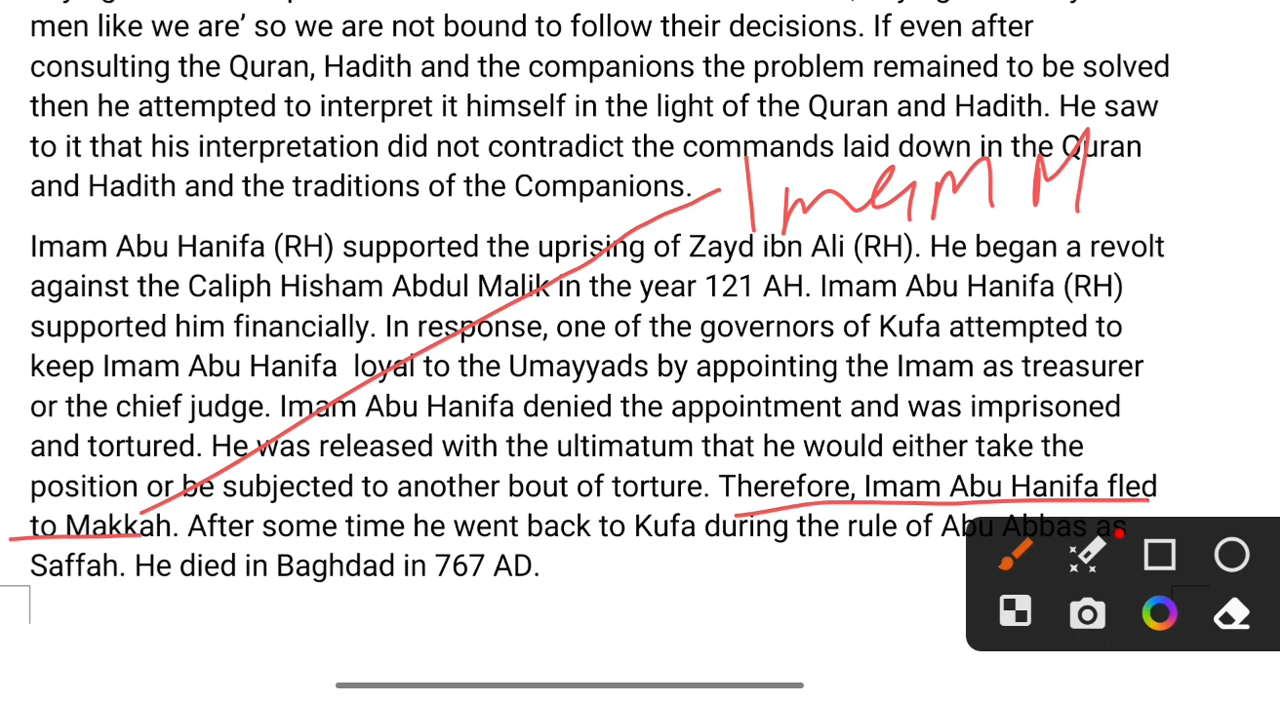 men like we are’ so we are not bound to follow their decisions. If even after
consulting the Quran, Hadith and the companions the problem remained to be solved
then he attempted to interpret it himself in the light of the Quran and Hadith. He saw
to it that his interpretation did not contradict the commands laid down in the Quran
and Hadith and the traditions of the Companions.
Imam M
Imam Abu Hanifa (RH) supported the uprising of Zayd ibn Ali (RH). He began a revolt
against the Caliph Hisham Abdul Malik in the year 121 AH. Imam Abu Hanifa (RH)
supported him financially. In response, one of the governors of Kufa attempted to
keep Imam Abu Hanifa  loyal to the Umayyads by appointing the Imam as treasurer
or the chief judge. Imam Abu Hanifa denied the appointment and was imprisoned
and tortured. He was released with the ultimatum that he would either take the
position or be subjected to another bout of torture. Therefore, Imam Abu Hanifa fled
to Makkah. After some time he went back to Kufa during the rule of Abu Abbas as
Saffah. He died in Baghdad in 767 AD.